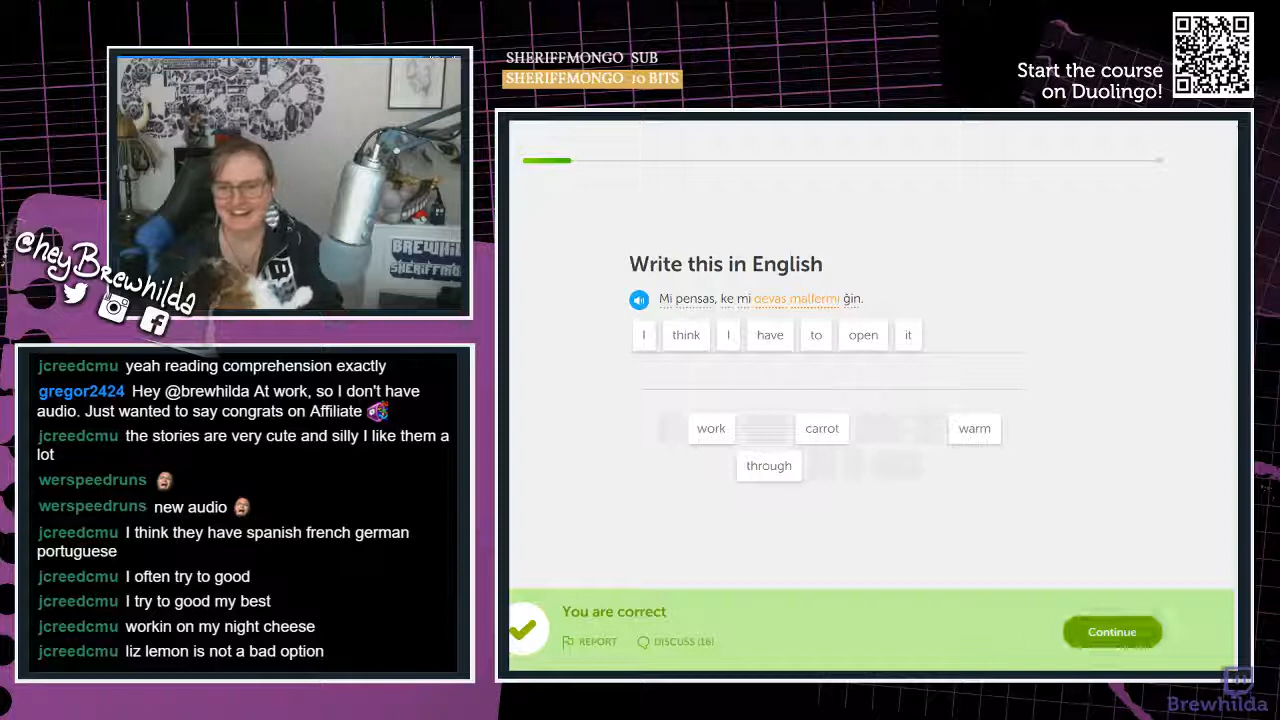 SHERIFFMONGO SUB
SHERIFFMONGO 10 BITS
Start the course
on Duolingo!
@heyBrewhilda
BREWHIL
SHERIFFM
jcreedcmu yeah reading comprehension exactly
gregor2424 Hey @brewhilda At work, so I don't have
audio. Just wanted to say congrats on Affiliate
jcreedcmu the stories are very cute and silly I like them a
lot
werspeedruns
werspeedruns new audio
jcreedcmu I think they have spanish french german
portuguese
jcreedcmu I often try to good
jcreedcmu I try to good my best
jcreedcmu workin on my night cheese
jcreedcmu liz lemon is not a bad option
Write this in English
Mi pensas, ke mi devas malfermi ĝin.
I think I have to open it
work carrot warm
through
You are correct
REPORT DISCUSS (16)
Continue
Brewhilda